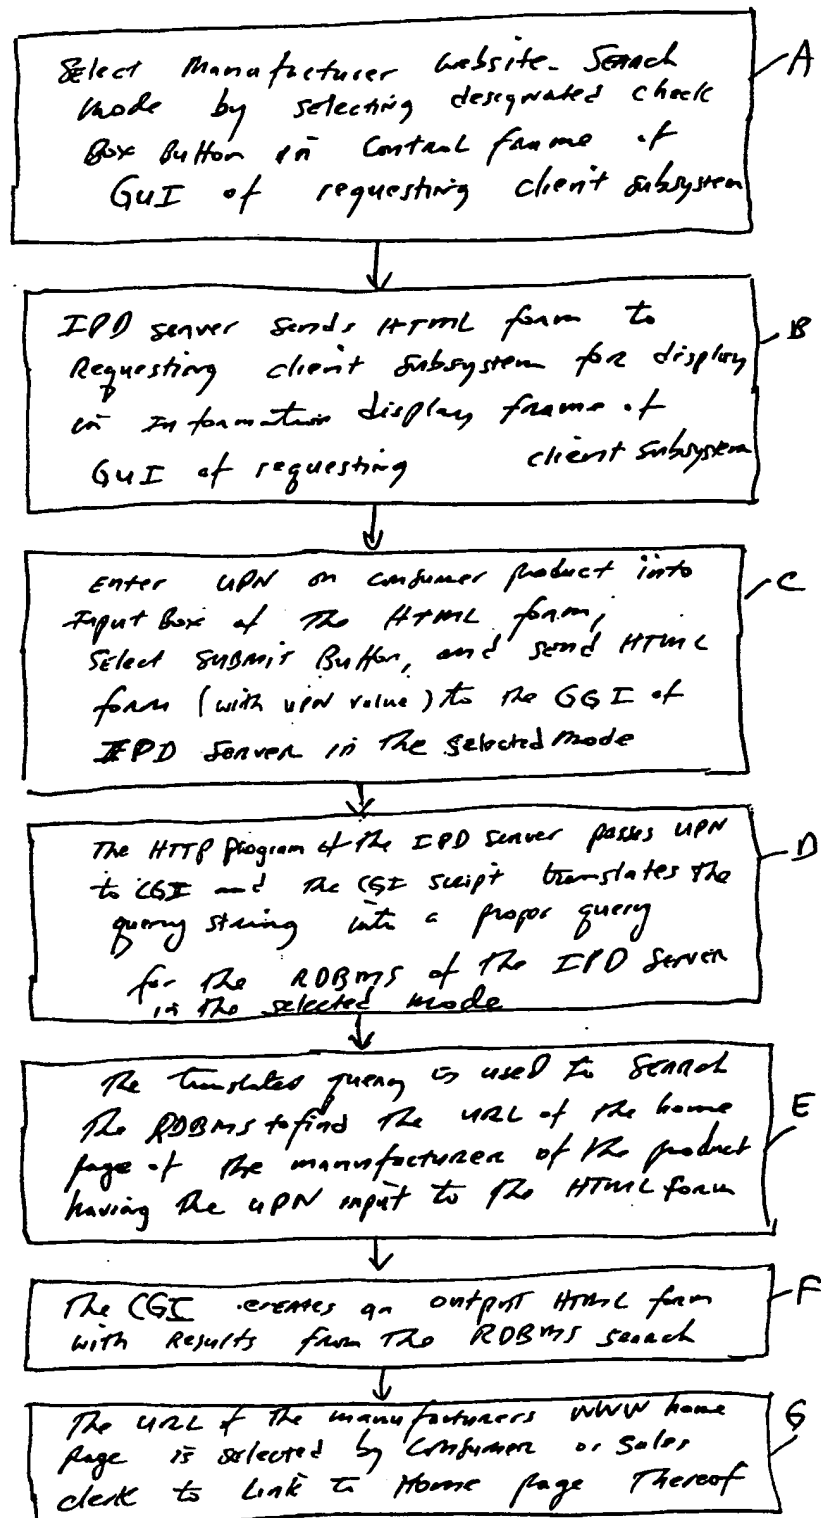 Select Manufacturer Website Search
Mode by selecting designated check
Box Button in Control frame of
GUI of requesting client subsystem
A
IPD server sends HTML form to
Requesting client Subsystem for display
in Information display frame of
GUI of requesting client subsystem
B
Enter UPN on consumer product into
Input Box of the HTML form,
Select SUBMIT Button, and send HTML
form (with UPN value) to the GGI of
IPD Server in the selected mode
C
The HTTP program of the IPD Server passes UPN
to CGI and the CGI script translates the
query string into a propor query
for the RDBMS of the IPD Server
in the selected mode
D
The translated query is used to Search
the RDBMS to find the URL of the home
page of the manufacturer of the product
having the UPN input to the HTML form
E
The CGI creates an output HTML form
with Results from the RDBMS search
F
The URL of the manufacturers WWW home
page is selected by Consumer or Sales
clerk to Link to Home page Thereof
G